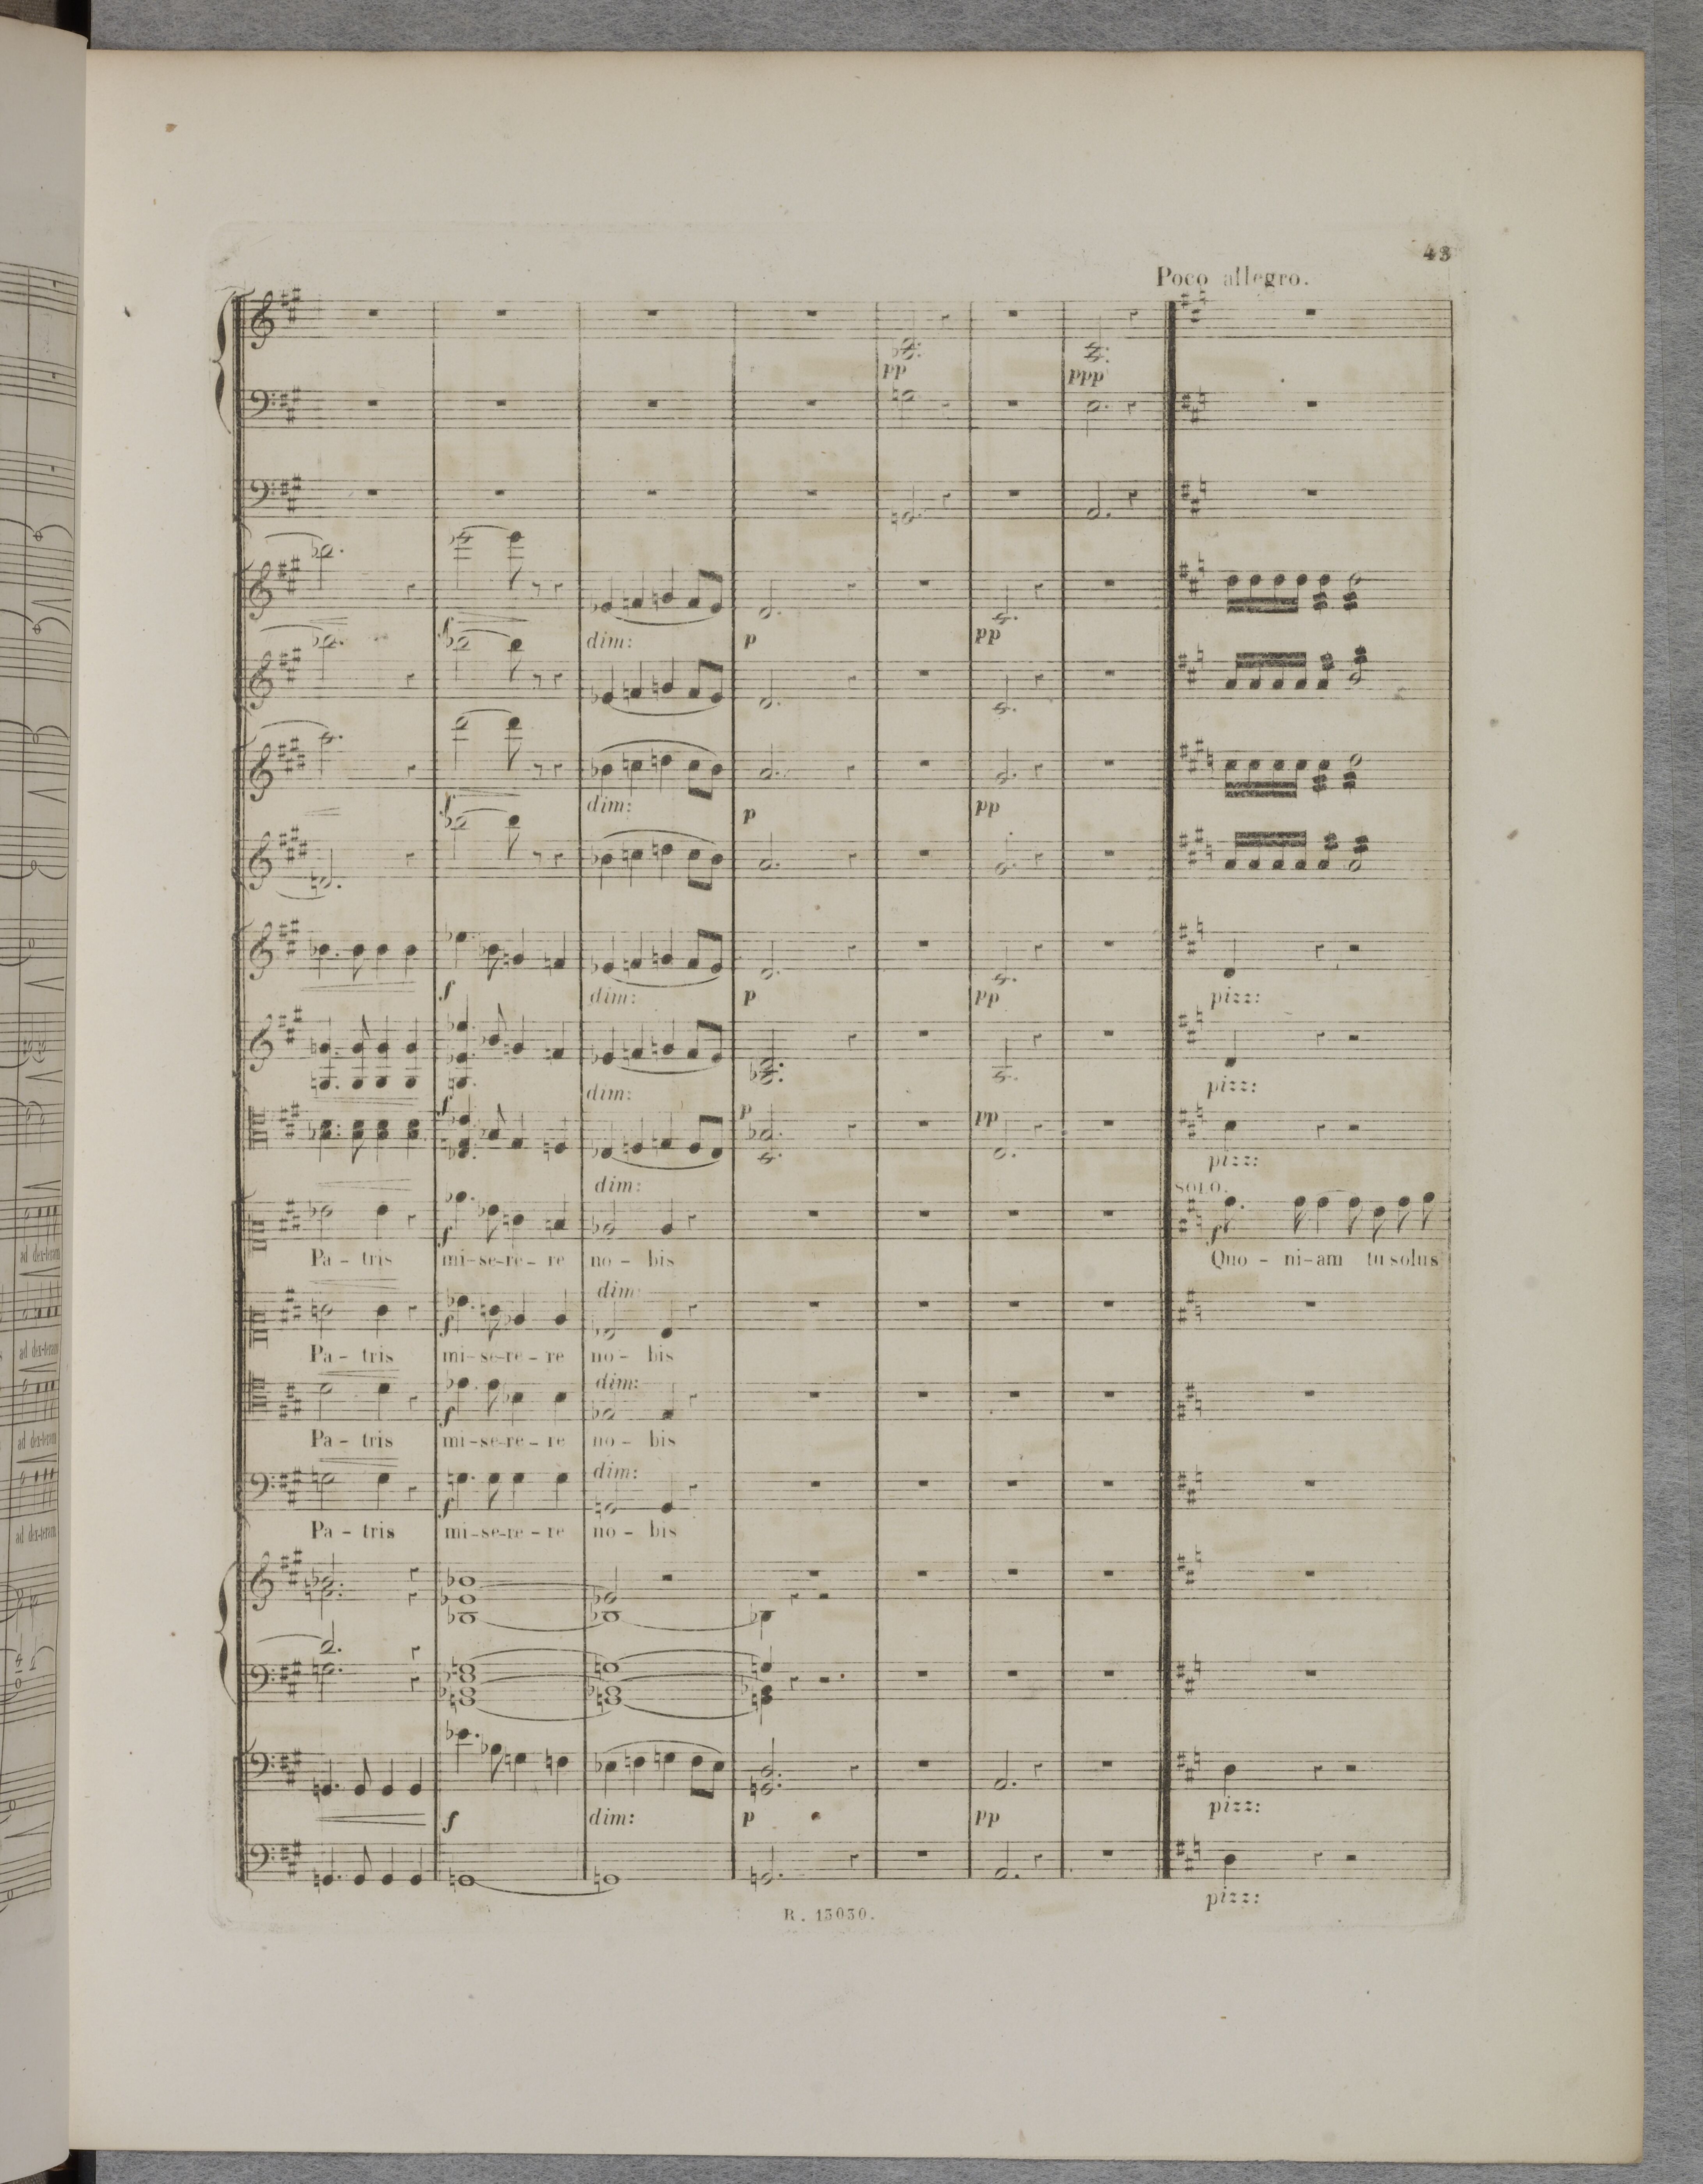 43
Poco allegro.
pp
ppp
f
dim:
p
pp
f
dim:
p
pp
f
dim:
p
pp
pizz:
f
dim:
p
pp
pizz:
dim:
pizz:
SOLO.
f
f
Pa - tris mi - se - re - re no - bis Quo - ni - am tu solus
dim
f
Pa - tris mi - se - re - re no - bis
dim:
f
Pa - tris mi - se - re - re no - bis
dim:
f
Pa - tris mi - se - re - re no - bis
f
dim:
p
pp
pizz:
pizz:
R. 13030.
ad dex-teram
ad dex-teram
ad dex-teram
ad dex-teram